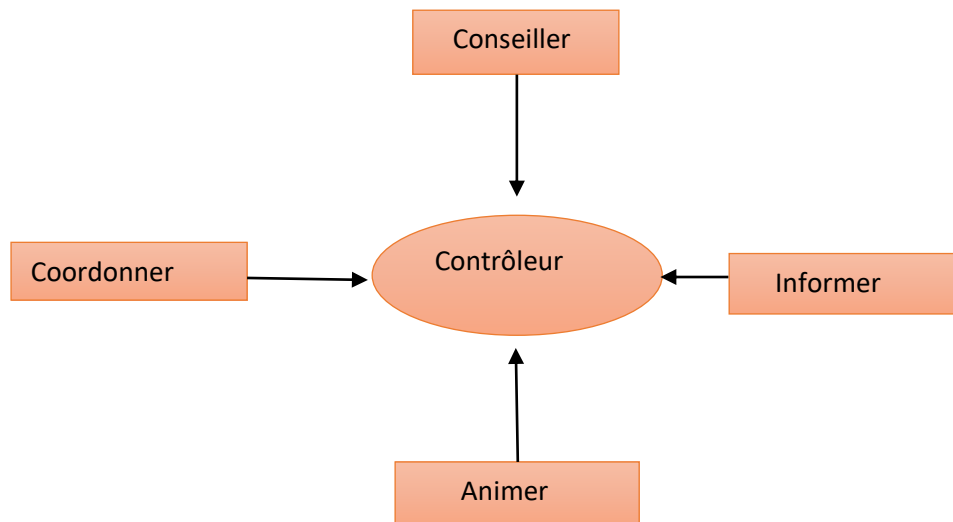 Conseiller
Coordonner
Contrôleur
Informer
Animer